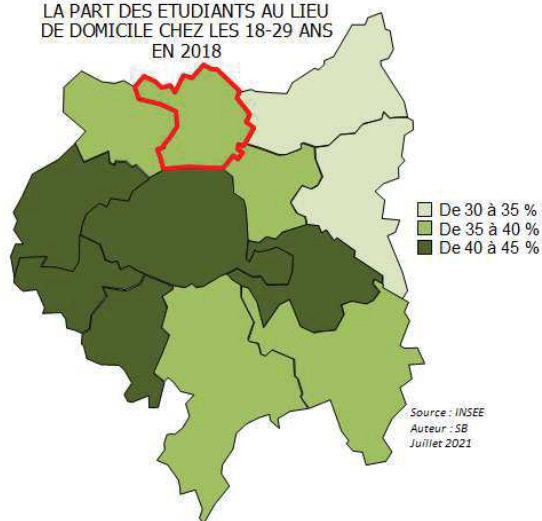 LA PART DES ETUDIANTS AU LIEU
DE DOMICILE CHEZ LES 18-29 ANS
EN 2018
De 30 à 35 %
De 35 à 40 %
De 40 à 45 %
Source : INSEE
Auteur : SB
Juillet 2021